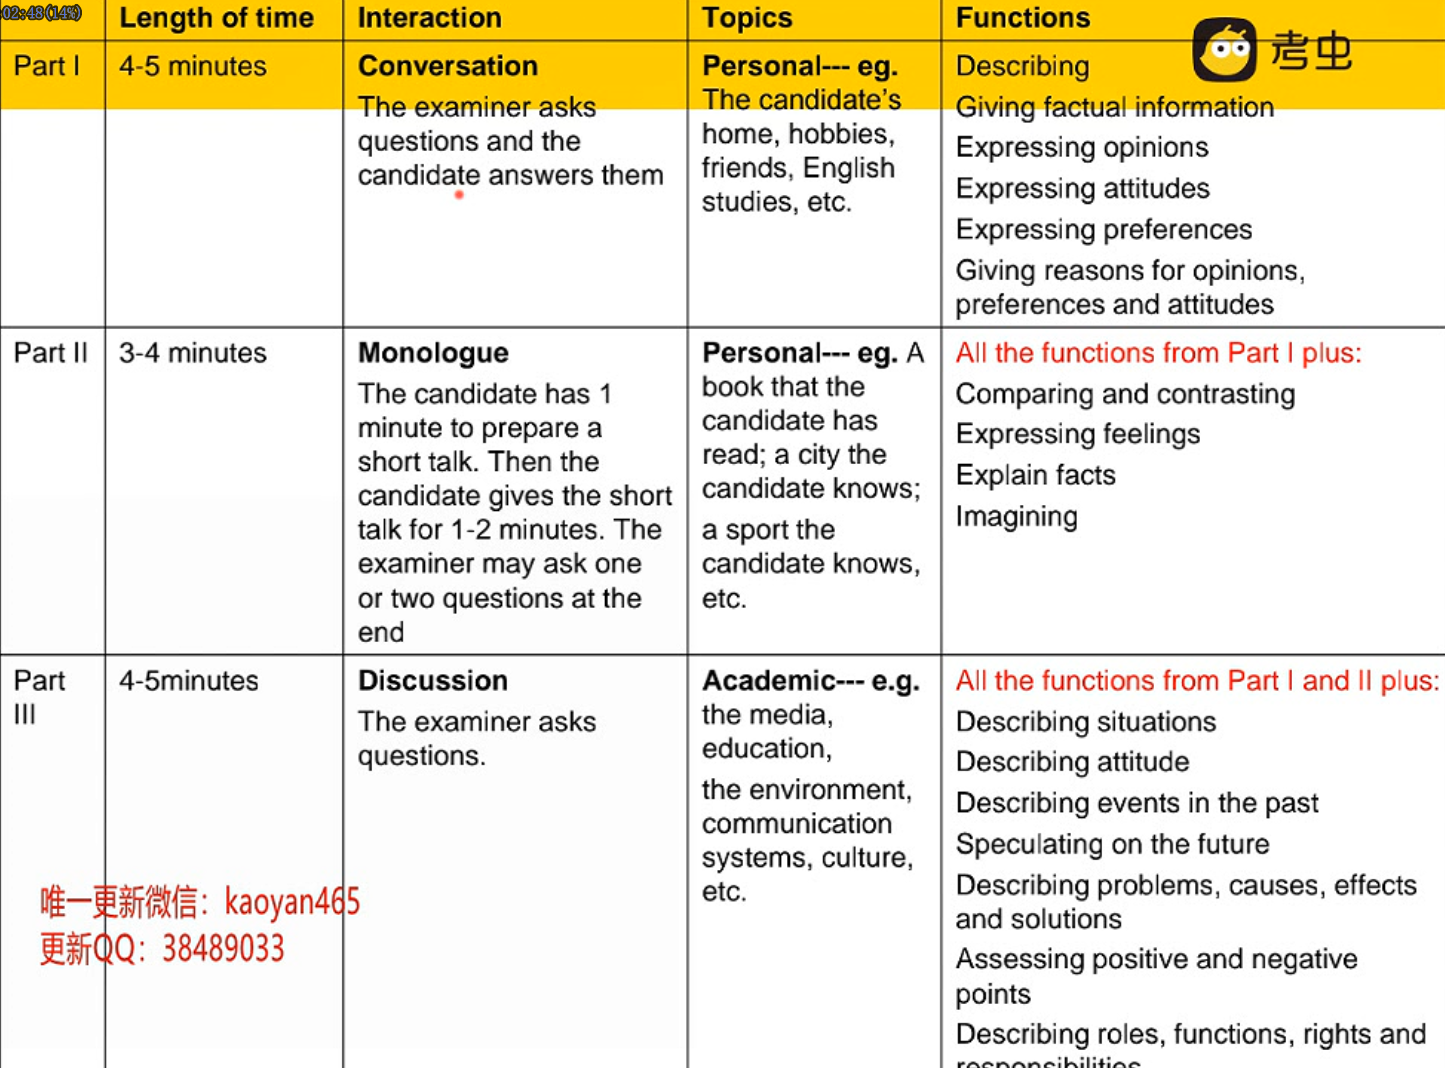 02:48(14%)
Length of time
Interaction
Topics
Functions
考虫
Part I
4-5 minutes
Conversation
The examiner asks
questions and the
candidate answers them
Personal--- eg.
The candidate’s
home, hobbies,
friends, English
studies, etc.
Describing
Giving factual information
Expressing opinions
Expressing attitudes
Expressing preferences
Giving reasons for opinions,
preferences and attitudes
Part II
3-4 minutes
Monologue
The candidate has 1
minute to prepare a
short talk. Then the
candidate gives the short
talk for 1-2 minutes. The
examiner may ask one
or two questions at the
end
Personal--- eg. A
book that the
candidate has
read; a city the
candidate knows;
a sport the
candidate knows,
etc.
All the functions from Part I plus:
Comparing and contrasting
Expressing feelings
Explain facts
Imagining
Part
III
4-5minutes
Discussion
The examiner asks
questions.
Academic--- e.g.
the media,
education,
the environment,
communication
systems, culture,
etc.
All the functions from Part I and II plus:
Describing situations
Describing attitude
Describing events in the past
Speculating on the future
Describing problems, causes, effects
and solutions
Assessing positive and negative
points
Describing roles, functions, rights and
responsibilities
唯一更新微信：kaoyan465
更新QQ：38489033